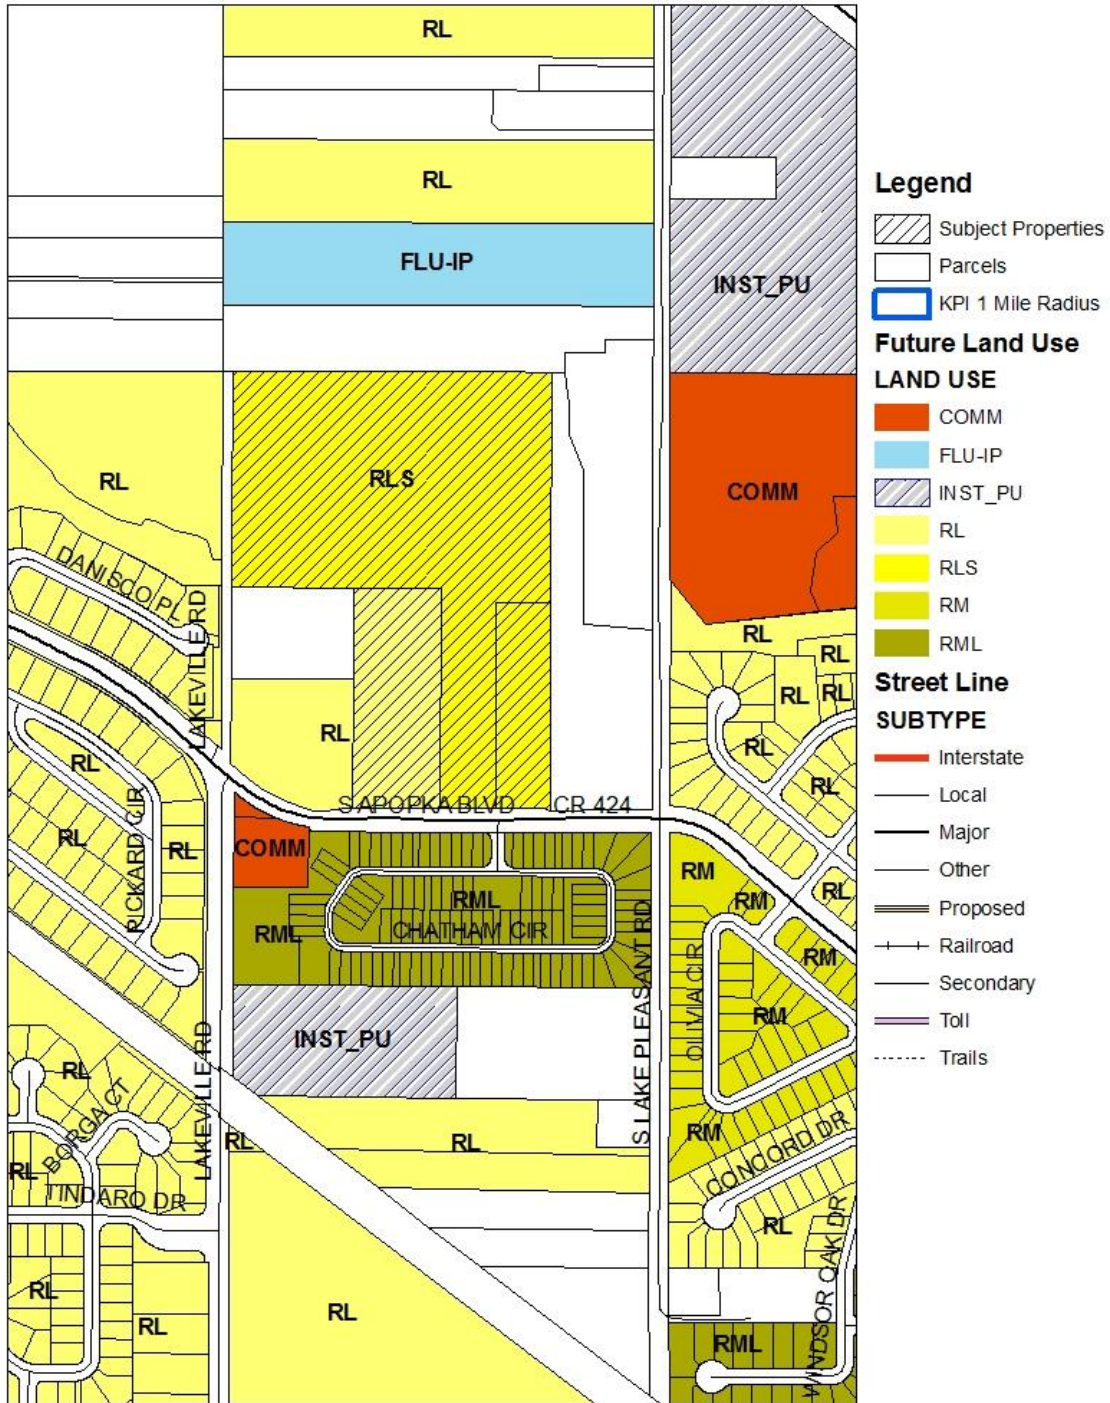 RL
RL
FLU-IP
INST_PU
RL
RLS
COMM
DANISCO PL
LAKEVILLE RD
RL
RL
RL
RL
RL
RL
RL
RL
RICKARD CIR
RL
RL
S APOPKA BLVD CR 424
COMM
RML
CHATHAM CIR
RML
RM
RM
RL
RM
RM
OLIVIA CIR
S LAKE PLEASANT RD
INST_PU
LAKEVILLE RD
RL
BORGA CT
RL
TINDARO DR
RL
RL
RM
CONCORD DR
RL
WINDSOR OAK DR
RL
RL
RL
RML
Legend
Subject Properties
Parcels
KPI 1 Mile Radius
Future Land Use
LAND USE
COMM
FLU-IP
INST_PU
RL
RLS
RM
RML
Street Line
SUBTYPE
Interstate
Local
Major
Other
Proposed
Railroad
Secondary
Toll
Trails